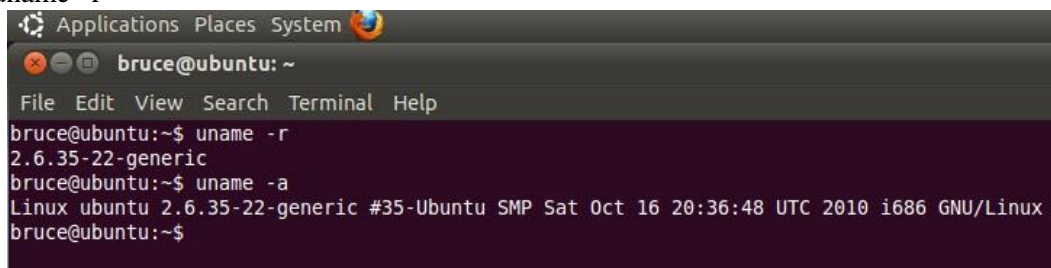 Applications Places System
bruce@ubuntu: ~
File Edit View Search Terminal Help
bruce@ubuntu:~$ uname -r
2.6.35-22-generic
bruce@ubuntu:~$ uname -a
Linux ubuntu 2.6.35-22-generic #35-Ubuntu SMP Sat Oct 16 20:36:48 UTC 2010 i686 GNU/Linux
bruce@ubuntu:~$